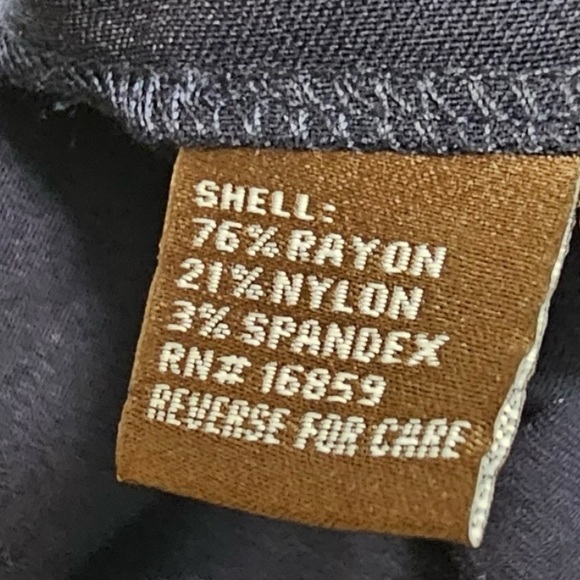 SHELL:
76% RAYON
21% NYLON
3% SPANDEX
RN# 16859
REVERSE FOR CARE